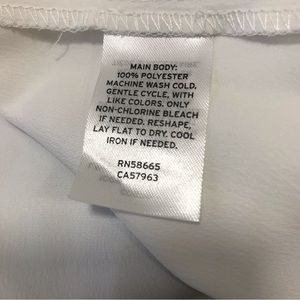 MAIN BODY:
100% POLYESTER
MACHINE WASH COLD,
GENTLE CYCLE, WITH
LIKE COLORS. ONLY
NON-CHLORINE BLEACH
IF NEEDED. RESHAPE,
LAY FLAT TO DRY. COOL
IRON IF NEEDED.
RN58665
CA57963